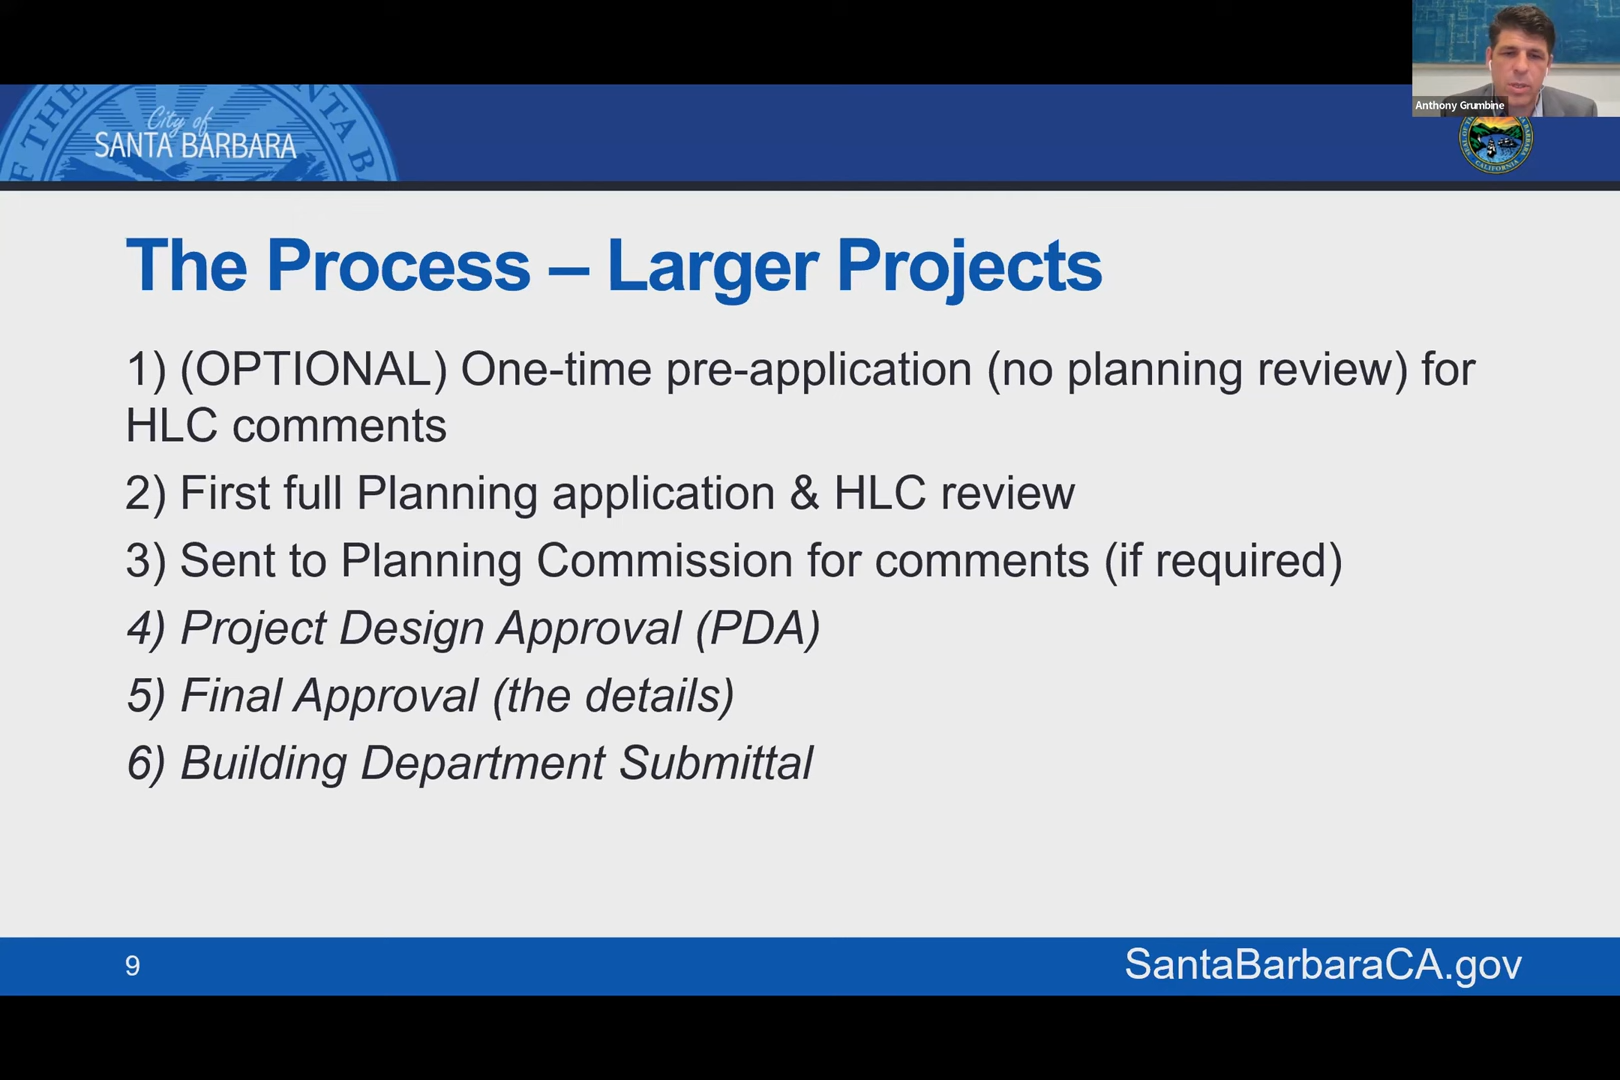 Anthony Grumbine
City of
SANTA BARBARA
The Process – Larger Projects
1) (OPTIONAL) One-time pre-application (no planning review) for
HLC comments
2) First full Planning application & HLC review
3) Sent to Planning Commission for comments (if required)
4) Project Design Approval (PDA)
5) Final Approval (the details)
6) Building Department Submittal
9
SantaBarbaraCA.gov